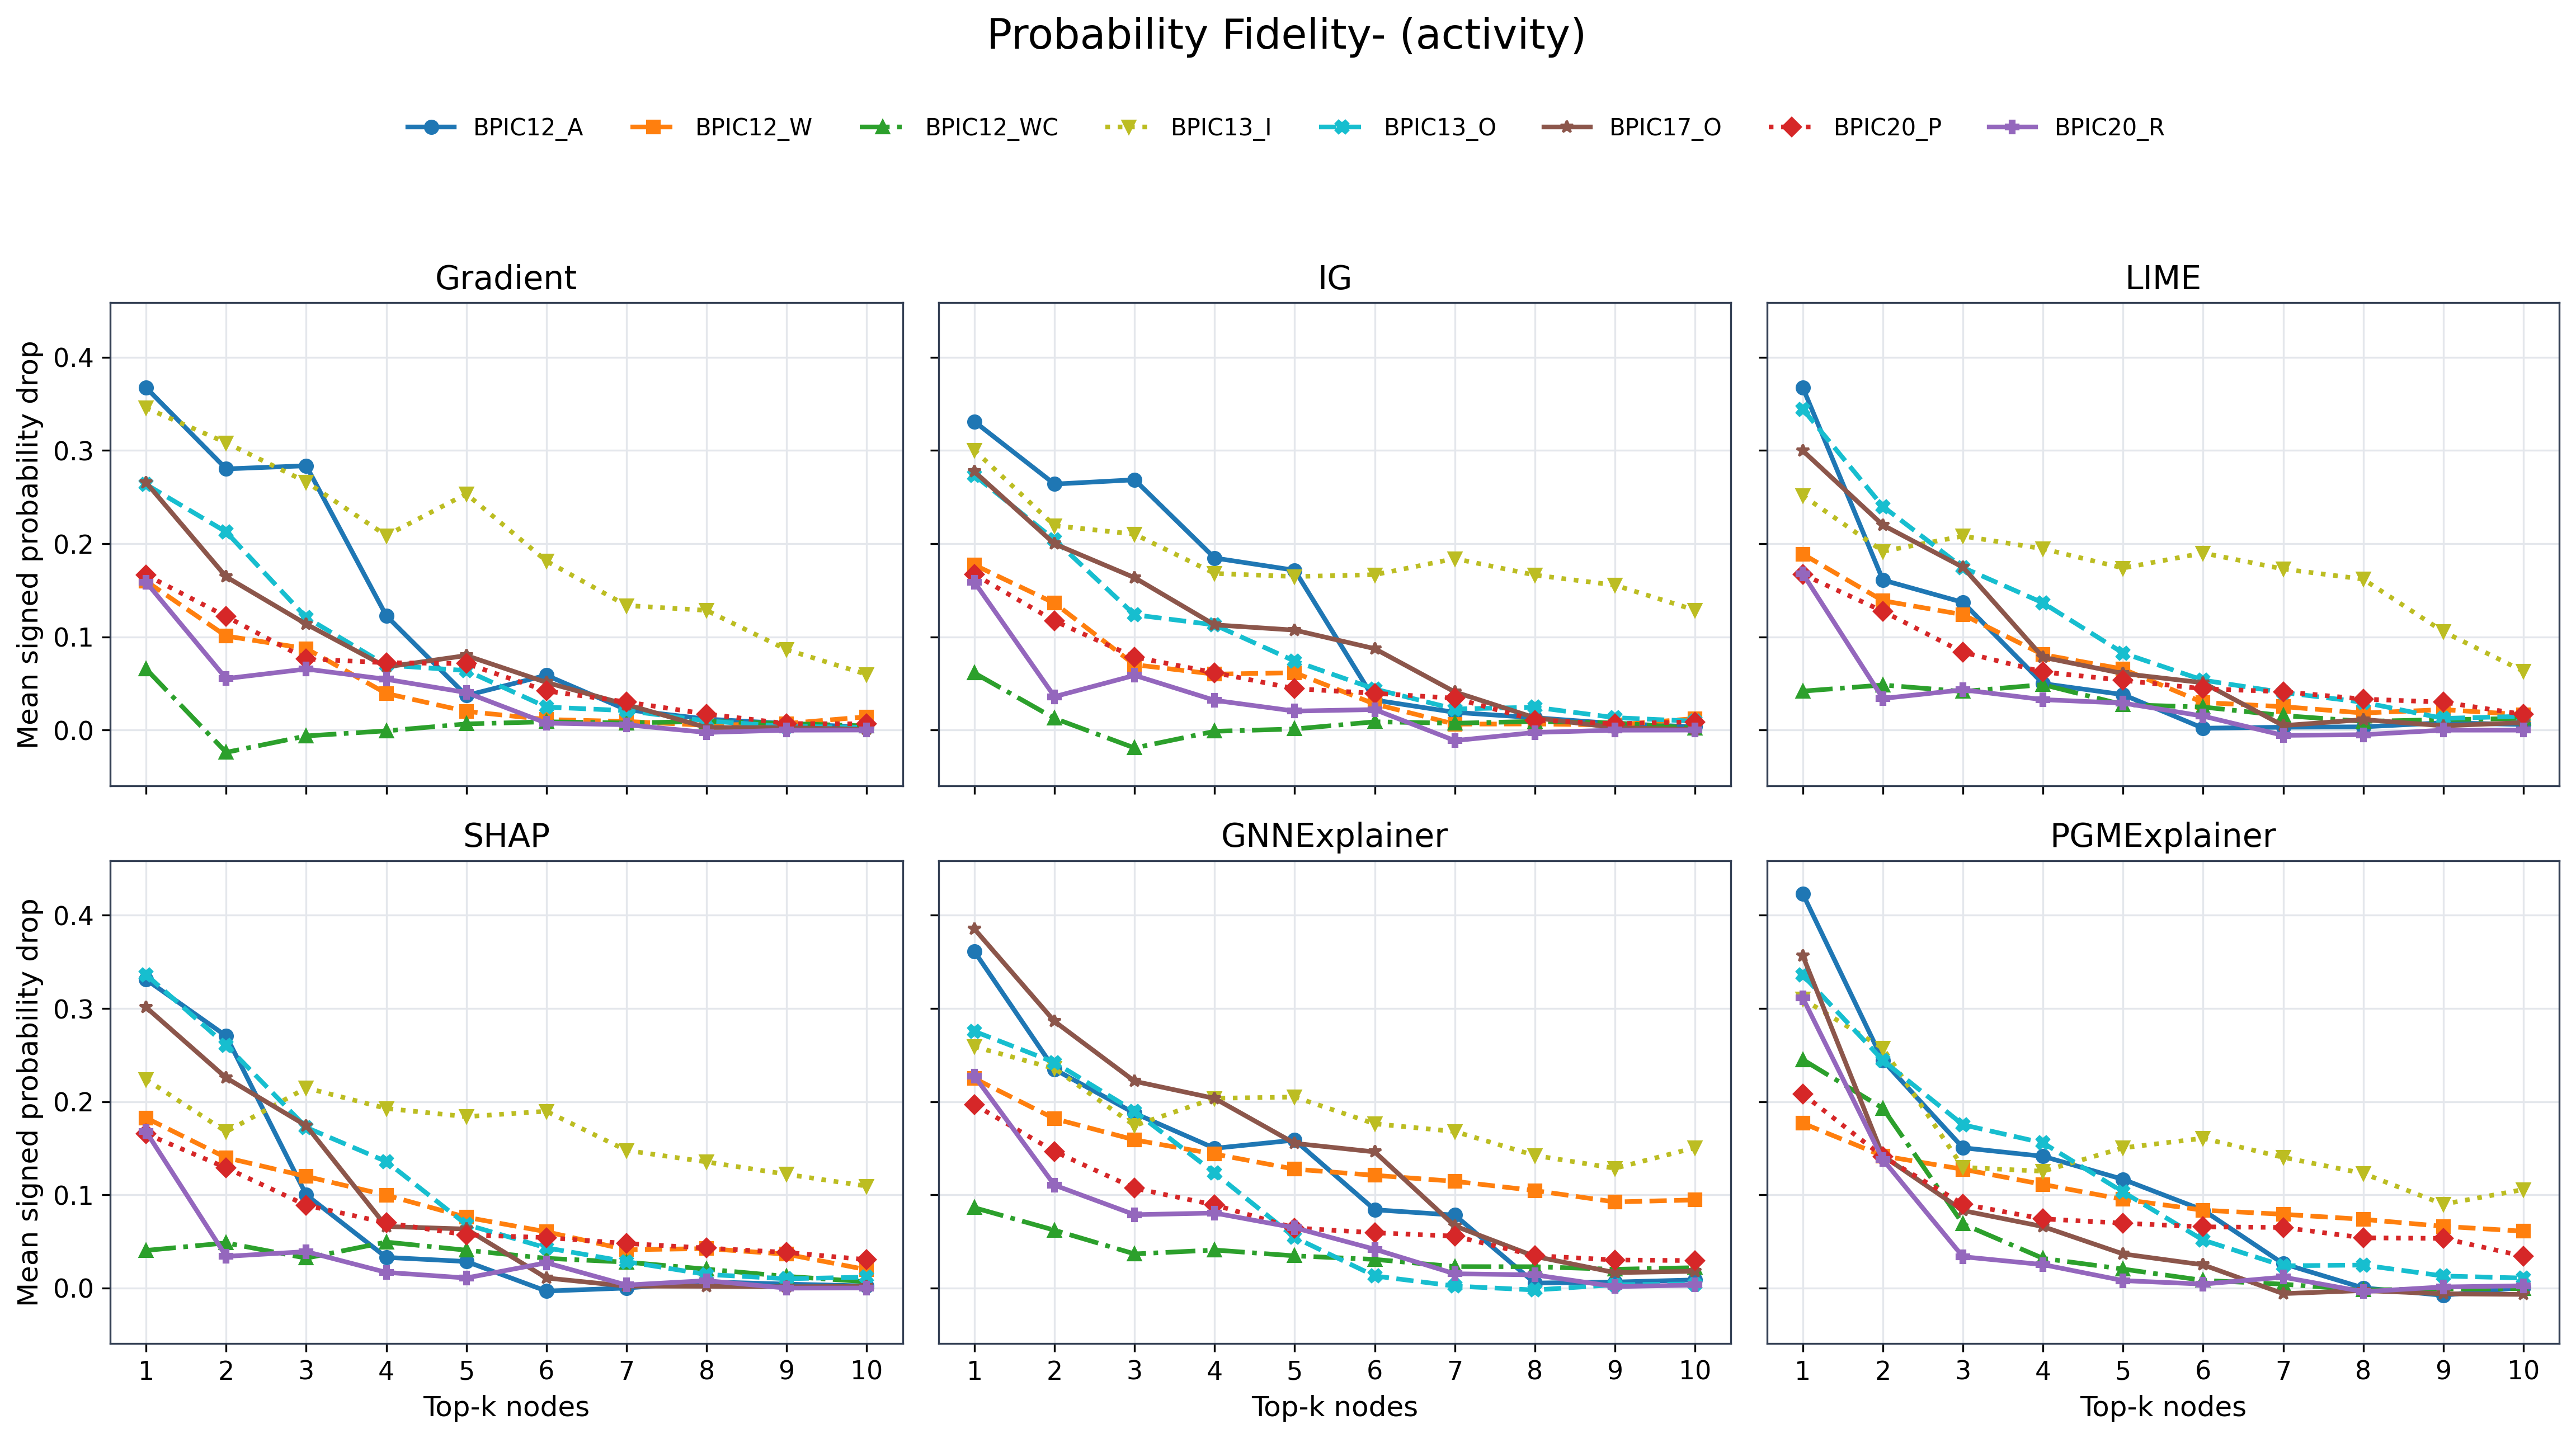 Probability Fidelity- (activity)
BPIC12_A BPIC12_W BPIC12_WC BPIC13_I BPIC13_O BPIC17_O BPIC20_P BPIC20_R
Gradient IG LIME
Mean signed probability drop
0.4
0.3
0.2
0.1
0.0
SHAP GNNExplainer PGMExplainer
Mean signed probability drop
0.4
0.3
0.2
0.1
0.0
1 2 3 4 5 6 7 8 9 10 1 2 3 4 5 6 7 8 9 10 1 2 3 4 5 6 7 8 9 10
Top-k nodes Top-k nodes Top-k nodes